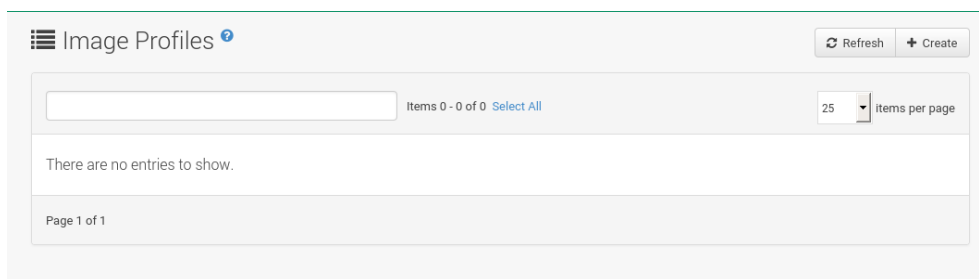 Image Profiles ?
Refresh
Create
Items 0 - 0 of 0 Select All
25 items per page
There are no entries to show.
Page 1 of 1